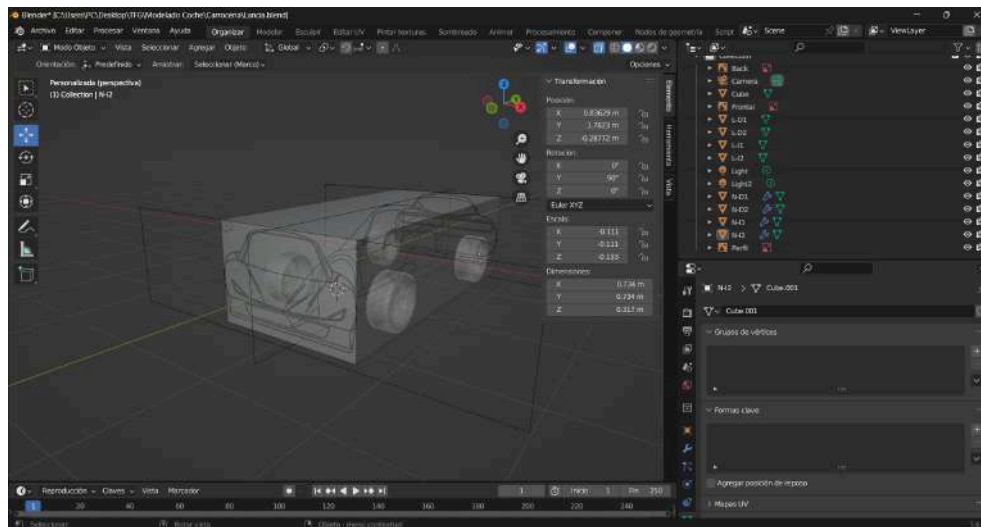 Blender* [C:\Users\PC\Desktop\TFG\Modelado Coche\Carroceria\Lancia.blend]
Archivo Editar Procesar Ventana Ayuda Organizar Modelar Esculpir Editar UV Pintar texturas Sombreado Animar Procesamiento Componer Nodos de geometría Script Scene ViewLayer
Modo Objeto Vista Seleccionar Agregar Objeto Global
Orientación: Predefinido Arrastrar: Seleccionar (Marco) Opciones
Personalizada (perspectiva)
(1) Collection | N-I2
Transformación
Posición:
X 0.83629 m
Y 1.7823 m
Z -0.28772 m
Rotación:
X 0°
Y 90°
Z 0°
Euler XYZ
Escala:
X -0.111
Y -0.111
Z -0.133
Dimensiones:
X 0.734 m
Y 0.734 m
Z 0.317 m
Elemento
Herramienta
Vista
Collection
Back
Camera
Cube
Frontal
L-D1
L-D2
L-I1
L-I2
Light
Light2
N-D1
N-D2
N-I1
N-I2
Perfil
N-I2 > Cube.001
Cube.001
Grupos de vértices
Formas clave
Agregar posición de reposo
Mapas UV
Reproducción Claves Vista Marcador 1 Inicio 1 Fin 250
1 20 40 60 80 100 120 140 160 180 200 220 240
Seleccionar Rotar vista Objeto - menú contextual